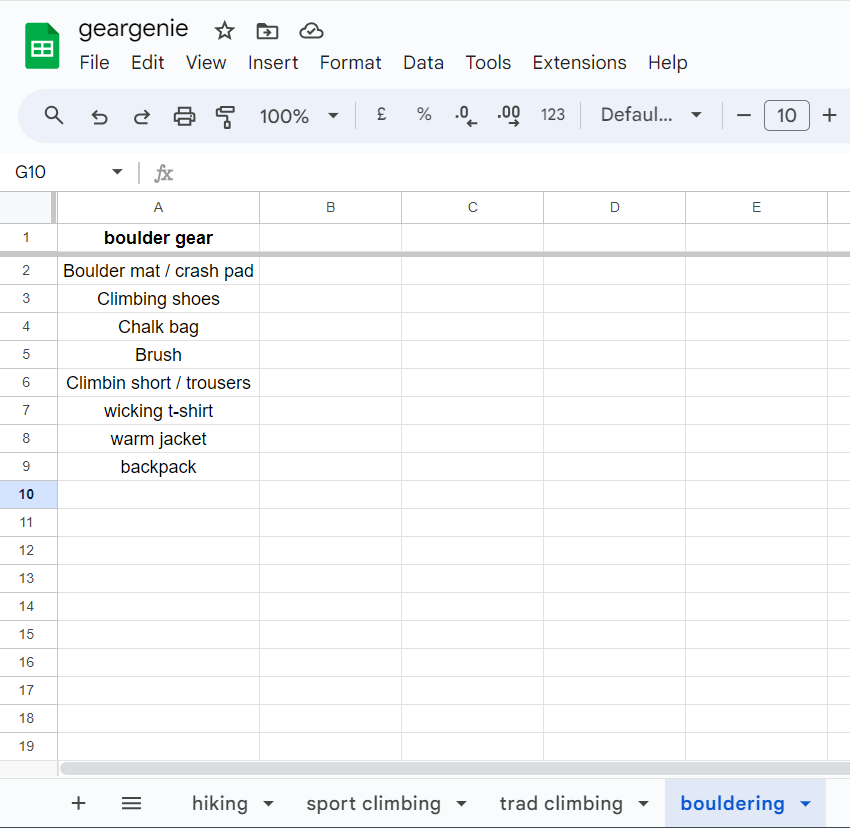 geargenie
File Edit View Insert Format Data Tools Extensions Help
100% £ % .0 .00 123 Defaul... 10
G10 fx
A B C D E
1 boulder gear
2 Boulder mat / crash pad
3 Climbing shoes
4 Chalk bag
5 Brush
6 Climbin short / trousers
7 wicking t-shirt
8 warm jacket
9 backpack
10
11
12
13
14
15
16
17
18
19
hiking sport climbing trad climbing bouldering